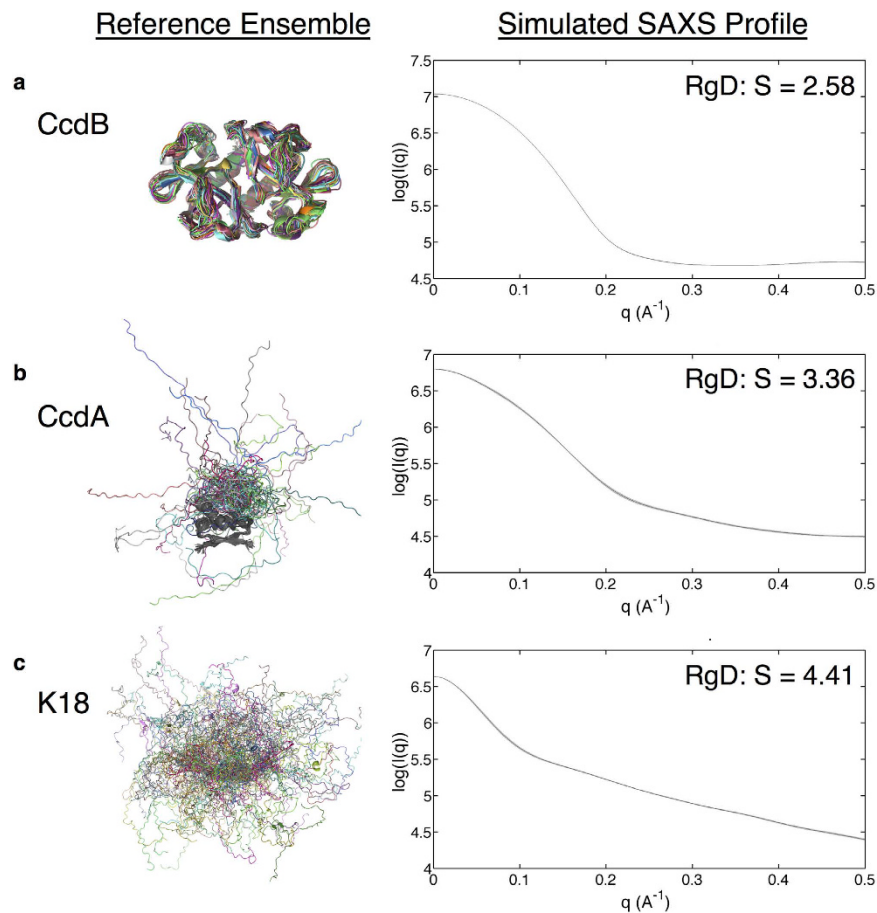 Reference Ensemble
Simulated SAXS Profile
a
CcdB
RgD: S = 2.58
log(I(q))
7.5
7
6.5
6
5.5
5
4.5
0 0.1 0.2 0.3 0.4 0.5
q (A⁻¹)
b
CcdA
RgD: S = 3.36
log(I(q))
7
6.5
6
5.5
5
4.5
4
0 0.1 0.2 0.3 0.4 0.5
q (A⁻¹)
c
K18
RgD: S = 4.41
log(I(q))
7
6.5
6
5.5
5
4.5
4
0 0.1 0.2 0.3 0.4 0.5
q (A⁻¹)